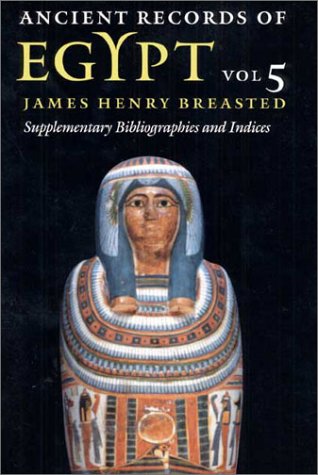 ANCIENT RECORDS OF
EGYPT VOL 5
JAMES HENRY BREASTED
Supplementary Bibliographies and Indices